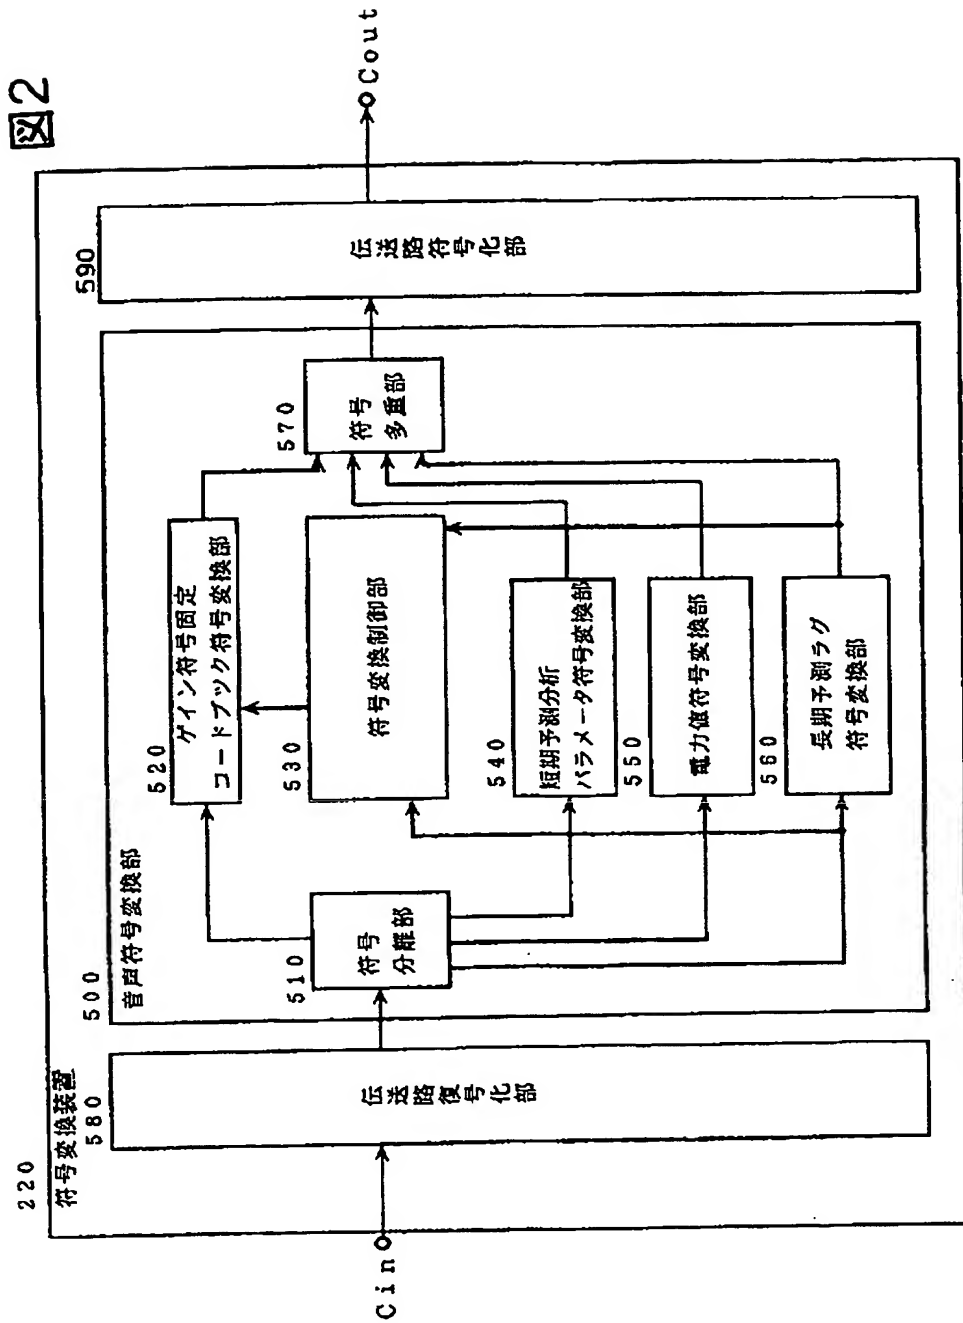 図2
220
符号変換装置
580
伝送路復号化部
Cin
500
音声符号変換部
510
符号
分離部
520
ゲイン符号固定
コードブック符号変換部
530
符号変換制御部
540
短期予測分析
パラメータ符号変換部
550
電力値符号変換部
560
長期予測ラグ
符号変換部
570
符号
多重部
590
伝送路符号化部
Cout